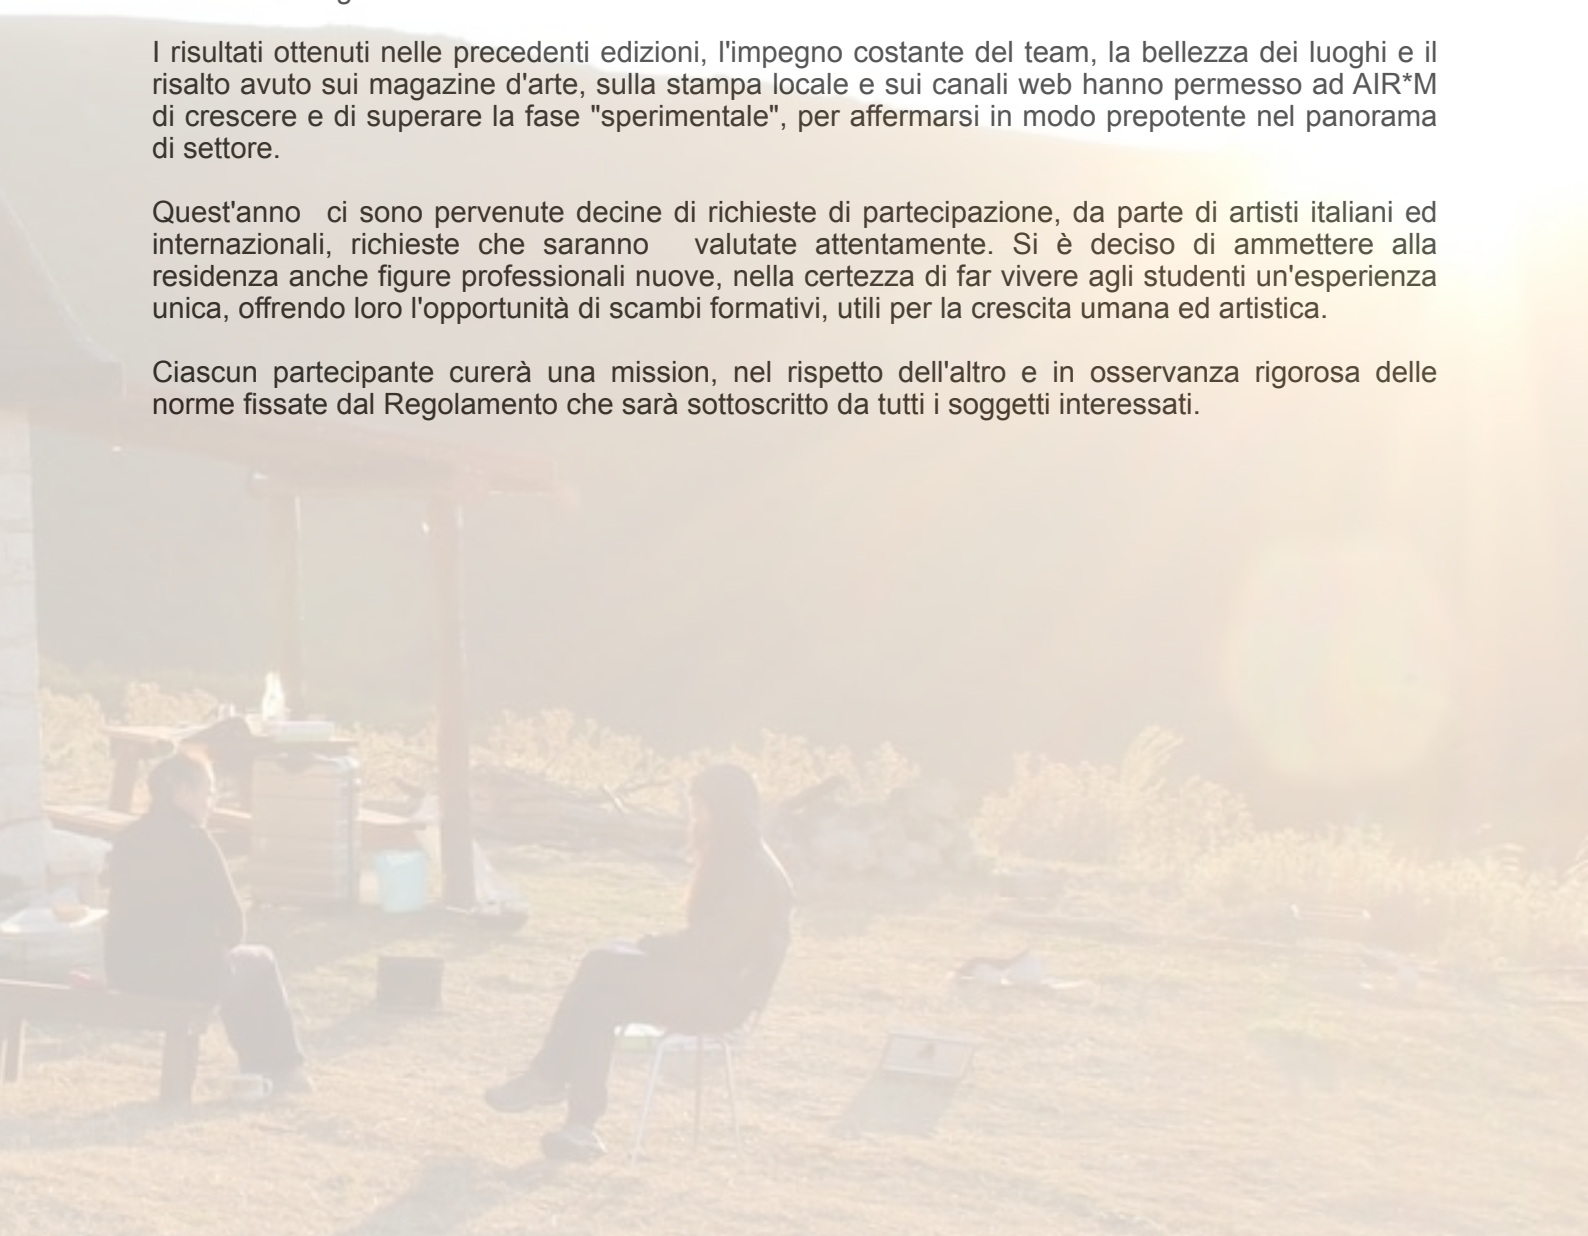 I risultati ottenuti nelle precedenti edizioni, l'impegno costante del team, la bellezza dei luoghi e il
risalto avuto sui magazine d'arte, sulla stampa locale e sui canali web hanno permesso ad AIR*M
di crescere e di superare la fase "sperimentale", per affermarsi in modo prepotente nel panorama
di settore.
Quest'anno ci sono pervenute decine di richieste di partecipazione, da parte di artisti italiani ed
internazionali, richieste che saranno valutate attentamente. Si è deciso di ammettere alla
residenza anche figure professionali nuove, nella certezza di far vivere agli studenti un'esperienza
unica, offrendo loro l'opportunità di scambi formativi, utili per la crescita umana ed artistica.
Ciascun partecipante curerà una mission, nel rispetto dell'altro e in osservanza rigorosa delle
norme fissate dal Regolamento che sarà sottoscritto da tutti i soggetti interessati.